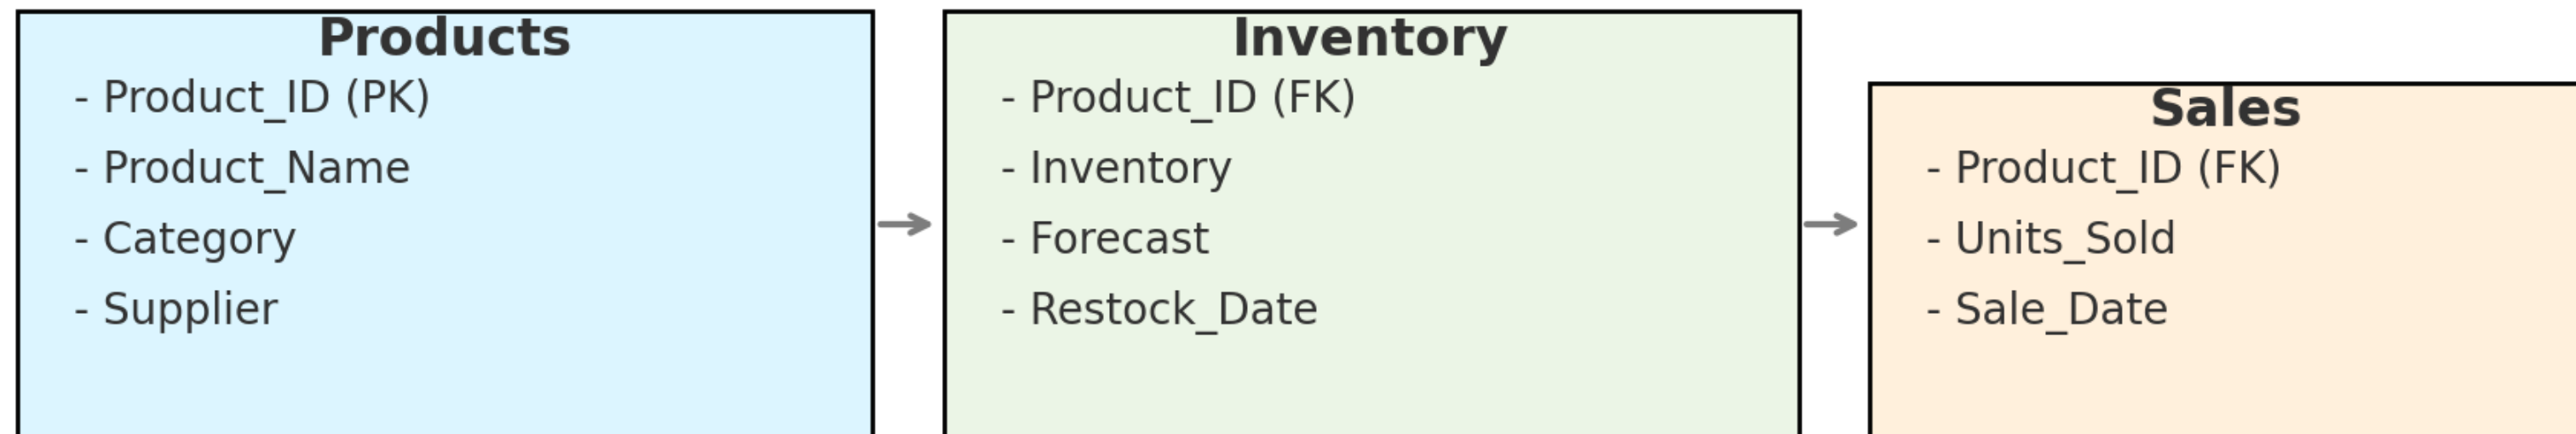 Products
- Product_ID (PK)
- Product_Name
- Category
- Supplier
Inventory
- Product_ID (FK)
- Inventory
- Forecast
- Restock_Date
Sales
- Product_ID (FK)
- Units_Sold
- Sale_Date